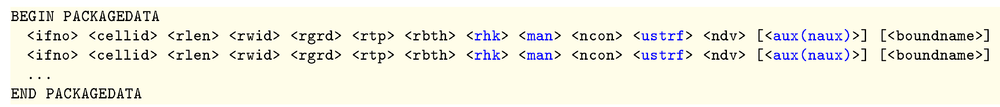 BEGIN PACKAGEDATA
<ifno> <cellid> <rlen> <rwid> <rgrd> <rtp> <rbth> <rhk> <man> <ncon> <ustrf> <ndv> [<aux(naux)>] [<boundname>]
<ifno> <cellid> <rlen> <rwid> <rgrd> <rtp> <rbth> <rhk> <man> <ncon> <ustrf> <ndv> [<aux(naux)>] [<boundname>]
...
END PACKAGEDATA